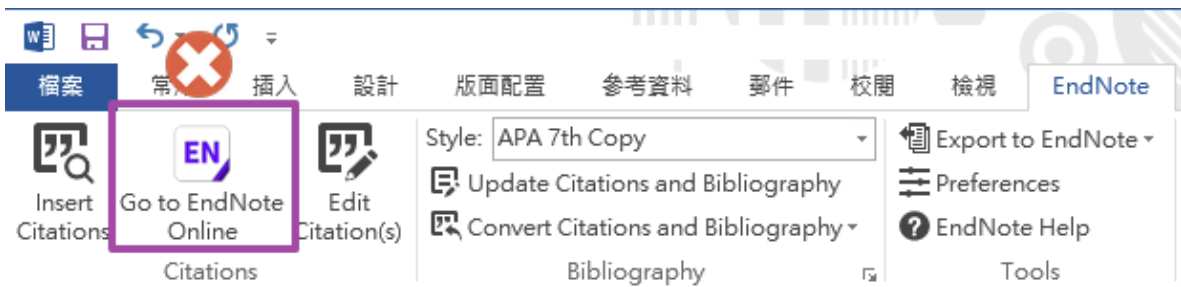 檔案 常用 插入 設計 版面配置 參考資料 郵件 校閱 檢視 EndNote
Insert Citations
EN
Go to EndNote Online
Edit Citation(s)
Citations
Style: APA 7th Copy
Update Citations and Bibliography
Convert Citations and Bibliography
Bibliography
Export to EndNote
Preferences
EndNote Help
Tools